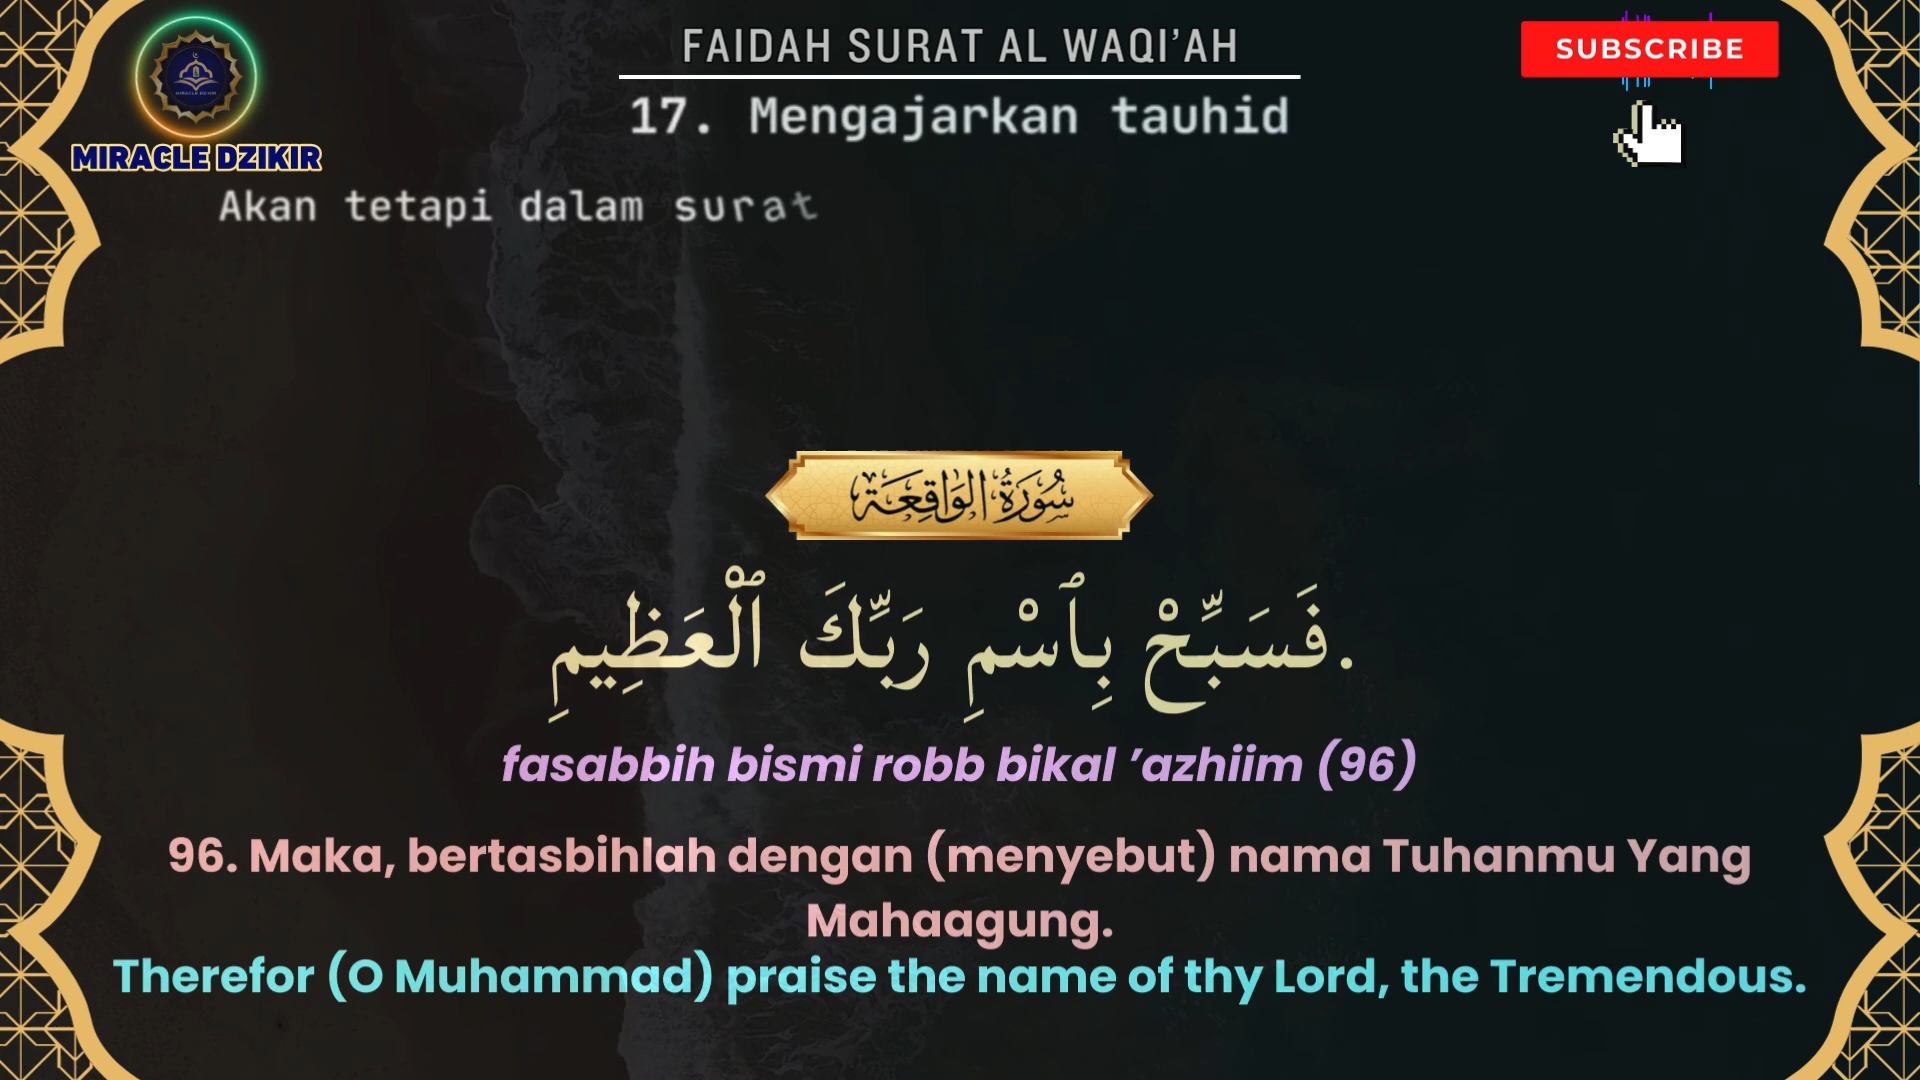 FAIDAH SURAT AL WAQI’AH
SUBSCRIBE
17. Mengajarkan tauhid
MIRACLE DZIKIR
Akan tetapi dalam surat
سُورَةُ الوَاقِعَة
فَسَبِّحْ بِٱسْمِ رَبِّكَ ٱلْعَظِيمِ.
fasabbih bismi robb bikal ’azhiim (96)
96. Maka, bertasbihlah dengan (menyebut) nama Tuhanmu Yang
Mahaagung.
Therefor (O Muhammad) praise the name of thy Lord, the Tremendous.